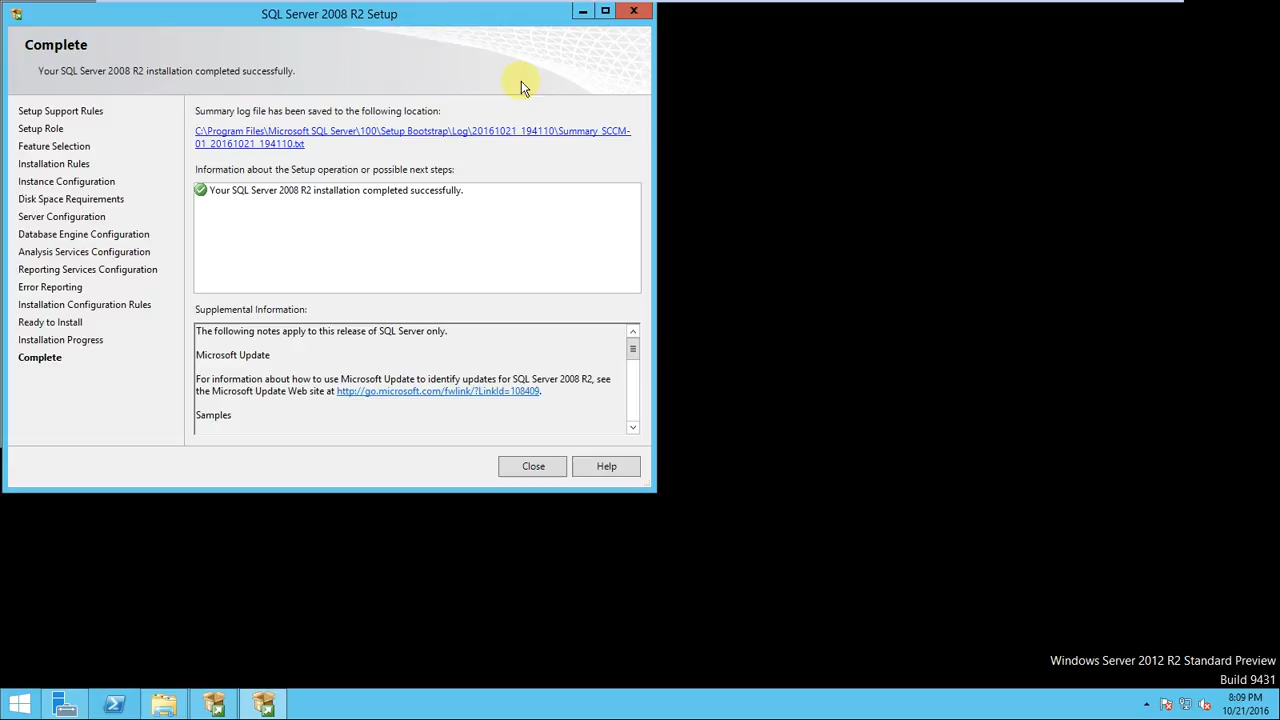 SQL Server 2008 R2 Setup
Complete
Your SQL Server 2008 R2 installation completed successfully.
Setup Support Rules
Setup Role
Feature Selection
Installation Rules
Instance Configuration
Disk Space Requirements
Server Configuration
Database Engine Configuration
Analysis Services Configuration
Reporting Services Configuration
Error Reporting
Installation Configuration Rules
Ready to Install
Installation Progress
Complete
Summary log file has been saved to the following location:
C:\Program Files\Microsoft SQL Server\100\Setup Bootstrap\Log\20161021_194110\Summary_SCCM-
01_20161021_194110.txt
Information about the Setup operation or possible next steps:
Your SQL Server 2008 R2 installation completed successfully.
Supplemental Information:
The following notes apply to this release of SQL Server only.
Microsoft Update
For information about how to use Microsoft Update to identify updates for SQL Server 2008 R2, see
the Microsoft Update Web site at http://go.microsoft.com/fwlink/?LinkId=108409.
Samples
Close
Help
Windows Server 2012 R2 Standard Preview
Build 9431
8:09 PM
10/21/2016